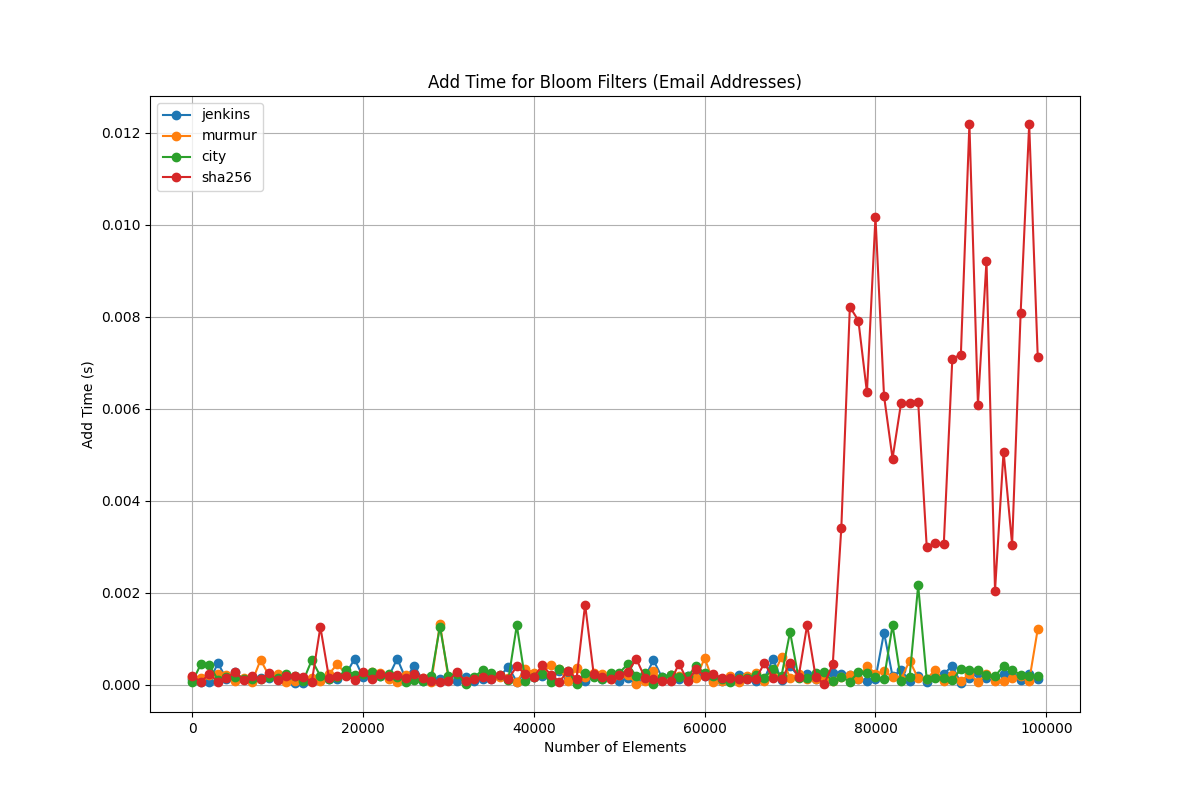 Add Time for Bloom Filters (Email Addresses)
jenkins
murmur
city
sha256
0.012
0.010
0.008
0.006
0.004
0.002
0.000
Add Time (s)
0 20000 40000 60000 80000 100000
Number of Elements